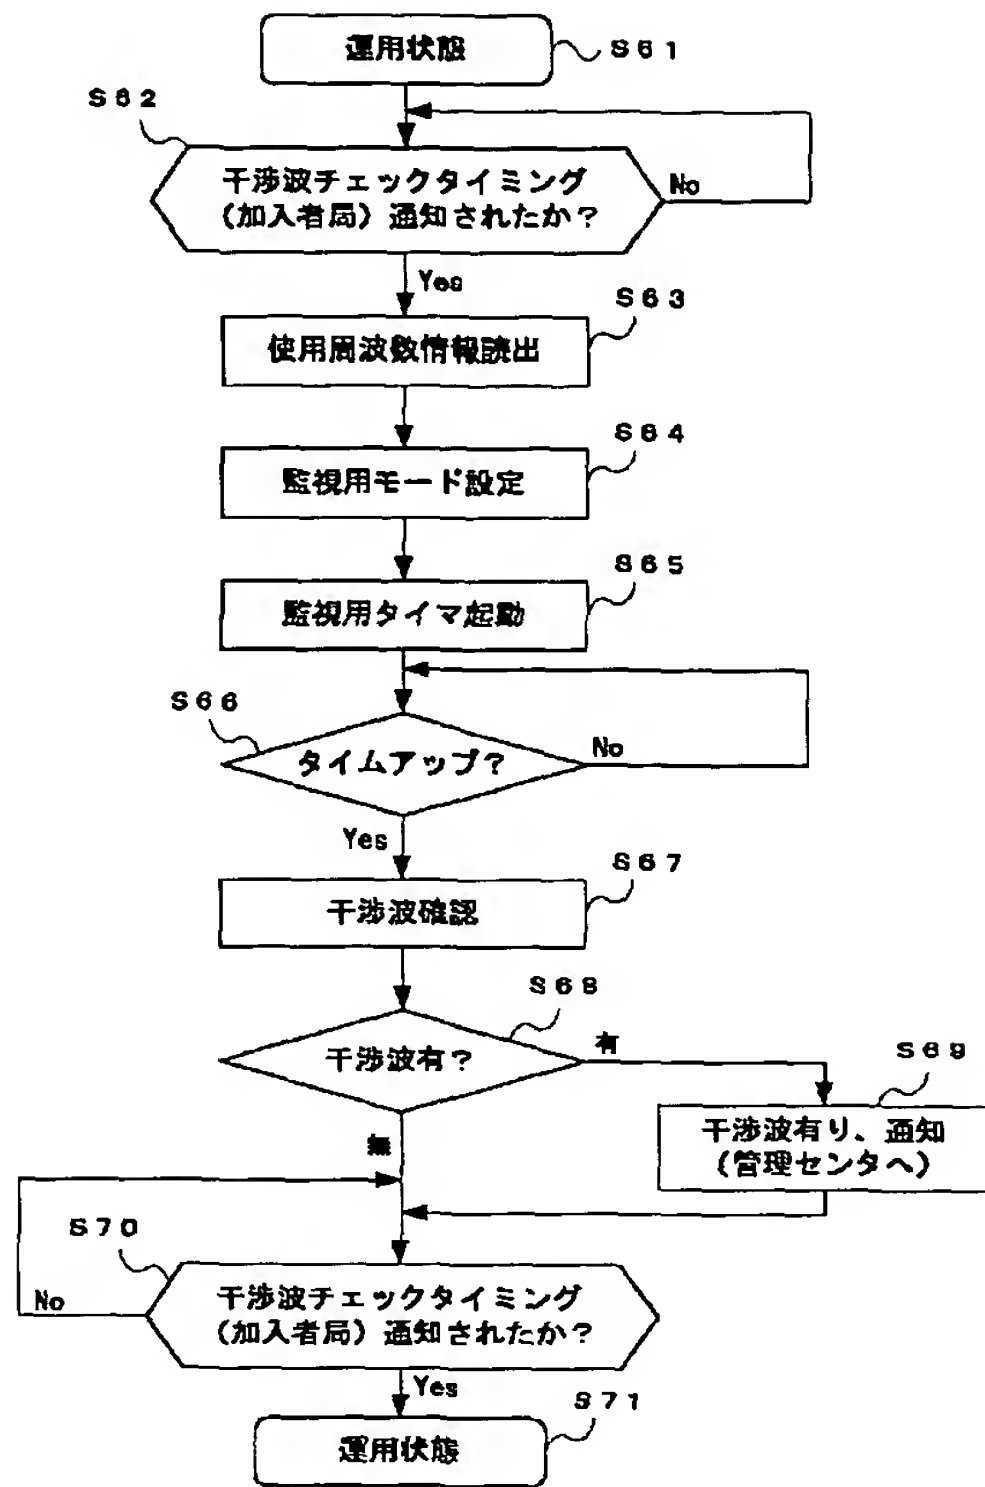 運用状態
S61
S62
干渉波チェックタイミング
(加入者局)通知されたか?
No
Yes
S63
使用周波数情報読出
S64
監視用モード設定
S65
監視用タイマ起動
S66
タイムアップ?
No
Yes
S67
干渉波確認
S68
干渉波有?
有
S69
干渉波有り、通知
(管理センタへ)
無
S70
干渉波チェックタイミング
(加入者局)通知されたか?
No
Yes
S71
運用状態